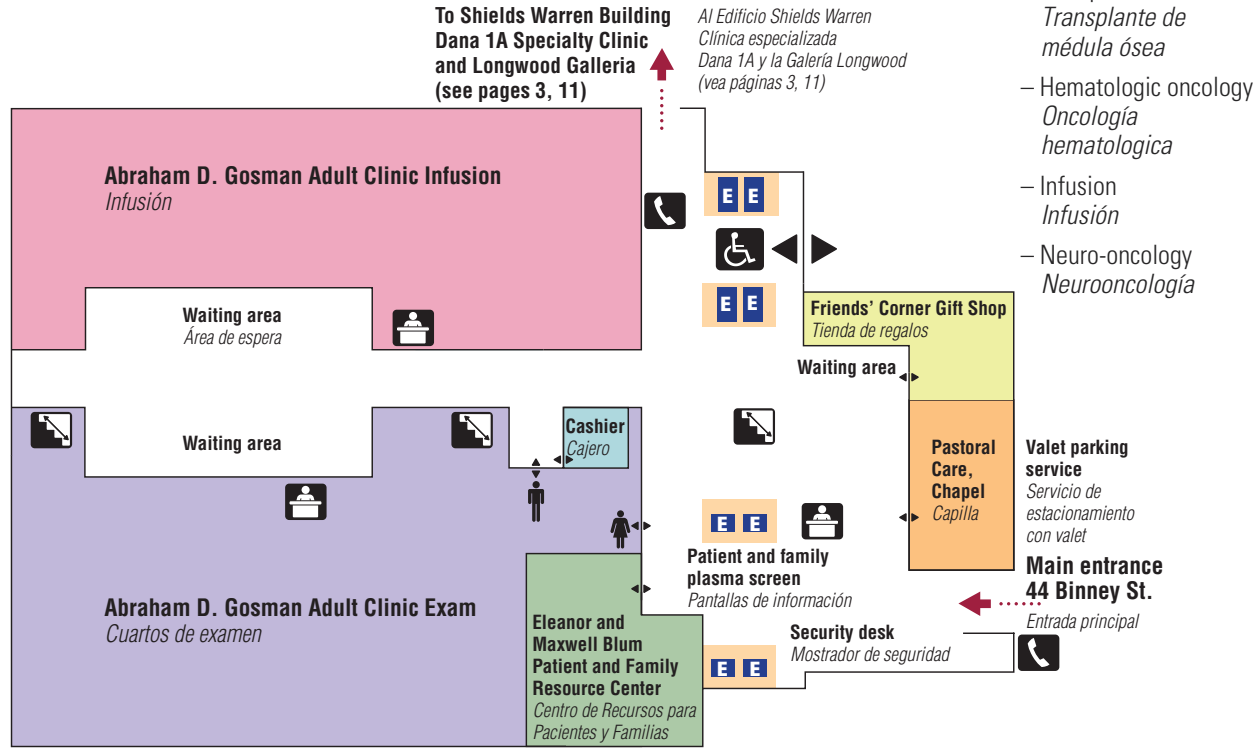 To Shields Warren Building
Dana 1A Specialty Clinic
and Longwood Galleria
(see pages 3, 11)
Al Edificio Shields Warren
Clínica especializada
Dana 1A y la Galería Longwood
(vea páginas 3, 11)
Transplante de
médula ósea
– Hematologic oncology
Oncología
hematologica
– Infusion
Infusión
– Neuro-oncology
Neurooncología
Abraham D. Gosman Adult Clinic Infusion
Infusión
E E
E E
Waiting area
Área de espera
Friends’ Corner Gift Shop
Tienda de regalos
Waiting area
Waiting area
Cashier
Cajero
Pastoral
Care,
Chapel
Capilla
Valet parking
service
Servicio de
estacionamiento
con valet
E E
Patient and family
plasma screen
Pantallas de información
Main entrance
44 Binney St.
Entrada principal
Abraham D. Gosman Adult Clinic Exam
Cuartos de examen
Eleanor and
Maxwell Blum
Patient and Family
Resource Center
Centro de Recursos para
Pacientes y Familias
Security desk
Mostrador de seguridad
E E